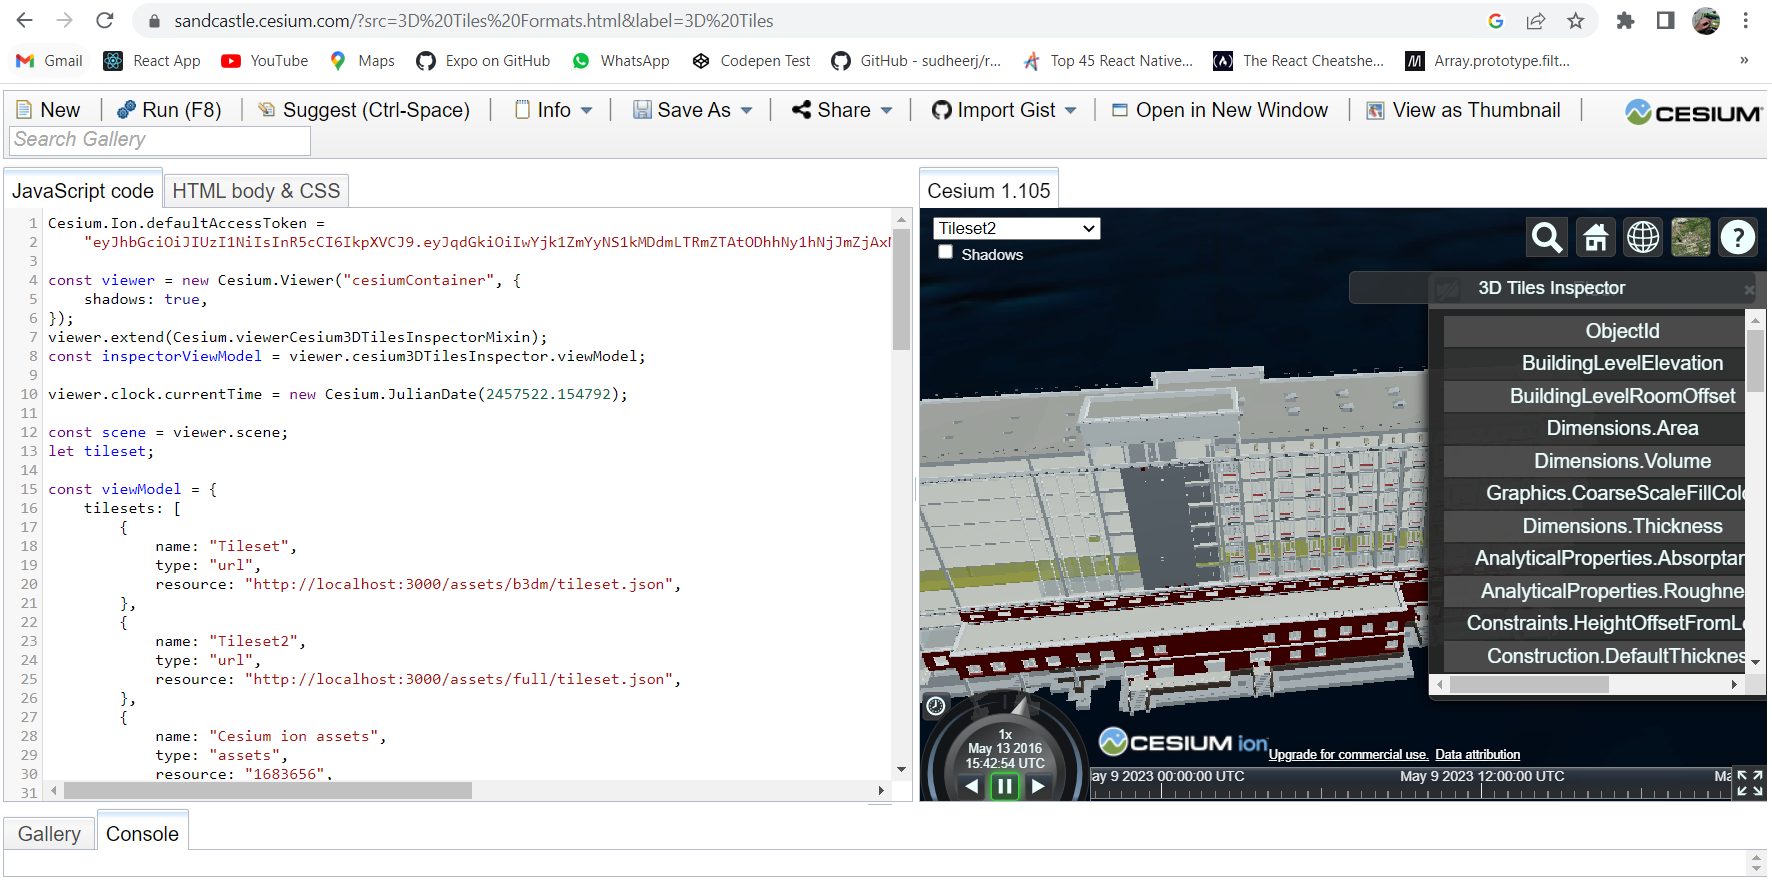 sandcastle.cesium.com/?src=3D%20Tiles%20Formats.html&label=3D%20Tiles
Gmail React App YouTube Maps Expo on GitHub WhatsApp Codepen Test GitHub - sudheerj/r... Top 45 React Native... The React Cheatshe... Array.prototype.filt... »
New Run (F8) Suggest (Ctrl-Space) Info Save As Share Import Gist Open in New Window View as Thumbnail CESIUM
Search Gallery
JavaScript code HTML body & CSS
1 Cesium.Ion.defaultAccessToken =
2 "eyJhbGciOiJIUzI1NiIsInR5cCI6IkpXVCJ9.eyJqdGkiOiIwYjk1ZmYyNS1kMDdmLTRmZTAtODhhNy1hNjJmZjAxM
3
4 const viewer = new Cesium.Viewer("cesiumContainer", {
5 shadows: true,
6 });
7 viewer.extend(Cesium.viewerCesium3DTilesInspectorMixin);
8 const inspectorViewModel = viewer.cesium3DTilesInspector.viewModel;
9
10 viewer.clock.currentTime = new Cesium.JulianDate(2457522.154792);
11
12 const scene = viewer.scene;
13 let tileset;
14
15 const viewModel = {
16 tilesets: [
17 {
18 name: "Tileset",
19 type: "url",
20 resource: "http://localhost:3000/assets/b3dm/tileset.json",
21 },
22 {
23 name: "Tileset2",
24 type: "url",
25 resource: "http://localhost:3000/assets/full/tileset.json",
26 },
27 {
28 name: "Cesium ion assets",
29 type: "assets",
30 resource: "1683656",
31
Cesium 1.105
Tileset2
Shadows
?
3D Tiles Inspector
ObjectId
BuildingLevelElevation
BuildingLevelRoomOffset
Dimensions.Area
Dimensions.Volume
Graphics.CoarseScaleFillColo
Dimensions.Thickness
AnalyticalProperties.Absorptan
AnalyticalProperties.Roughne
Constraints.HeightOffsetFromLe
Construction.DefaultThicknes
1x
May 13 2016
15:42:54 UTC
CESIUM ion Upgrade for commercial use. Data attribution
ay 9 2023 00:00:00 UTC May 9 2023 12:00:00 UTC Ma
Gallery Console